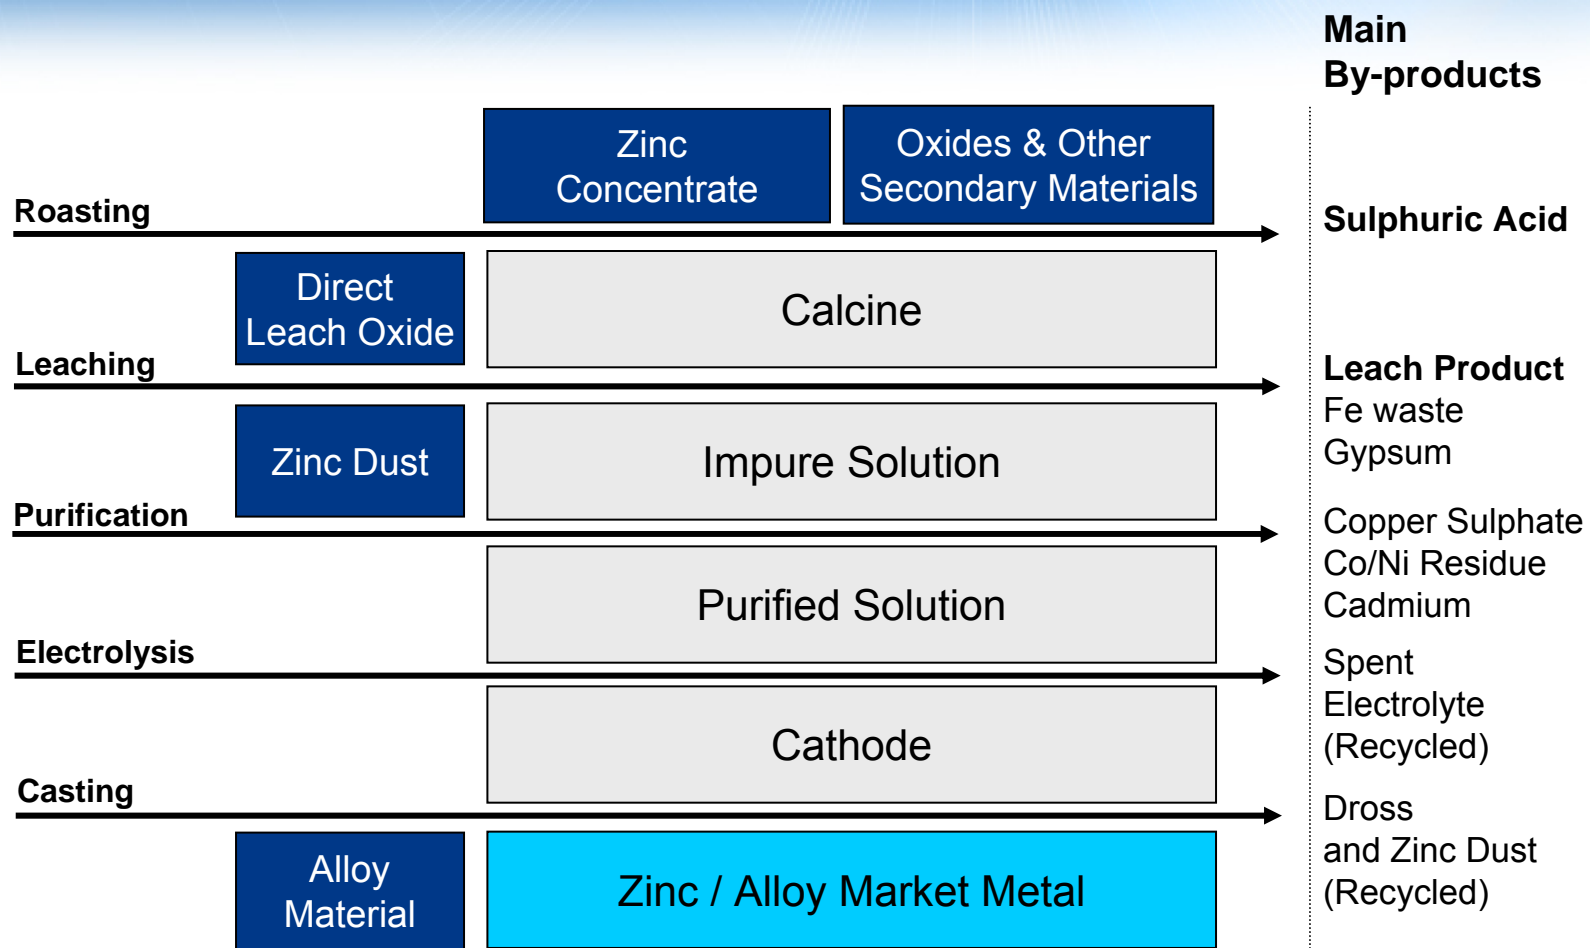 Main
By-products
Zinc
Concentrate
Oxides & Other
Secondary Materials
Roasting
Sulphuric Acid
Direct
Leach Oxide
Calcine
Leaching
Leach Product
Fe waste
Gypsum
Zinc Dust
Impure Solution
Purification
Copper Sulphate
Co/Ni Residue
Cadmium
Purified Solution
Electrolysis
Spent
Electrolyte
(Recycled)
Cathode
Casting
Dross
and Zinc Dust
(Recycled)
Alloy
Material
Zinc / Alloy Market Metal